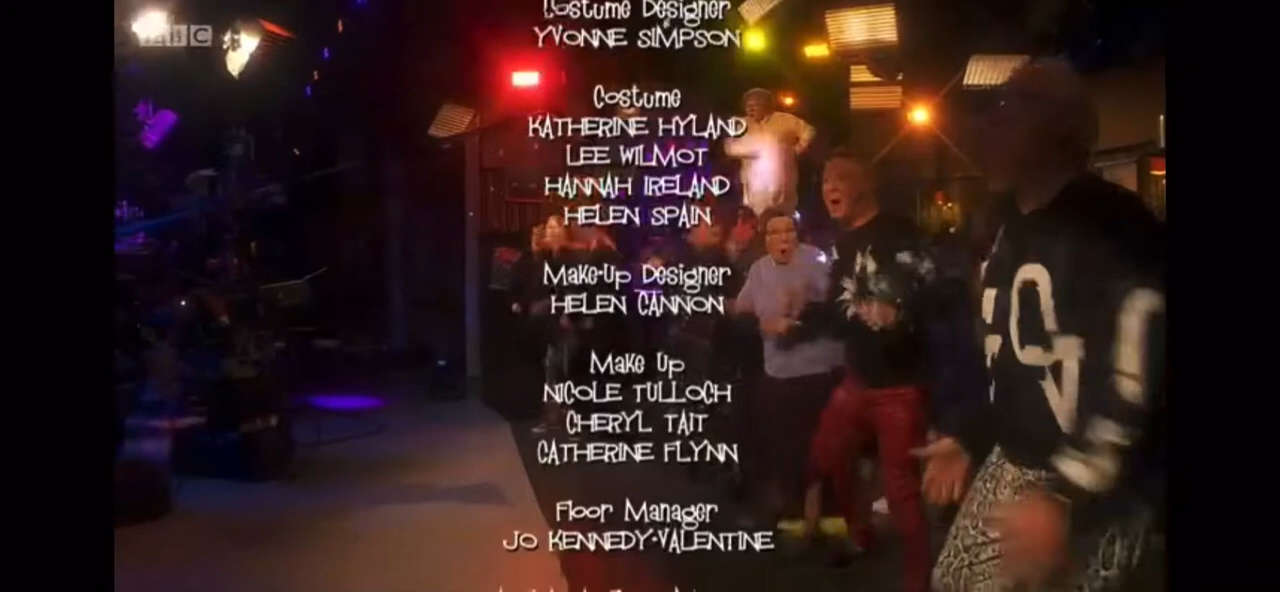 BBC
Costume Designer
YVONNE SIMPSON
Costume
KATHERINE HYLAND
LEE WILMOT
HANNAH IRELAND
HELEN SPAIN
Make-Up Designer
HELEN CANNON
Make Up
NICOLE TULLOCH
CHERYL TAIT
CATHERINE FLYNN
Floor Manager
JO KENNEDY-VALENTINE